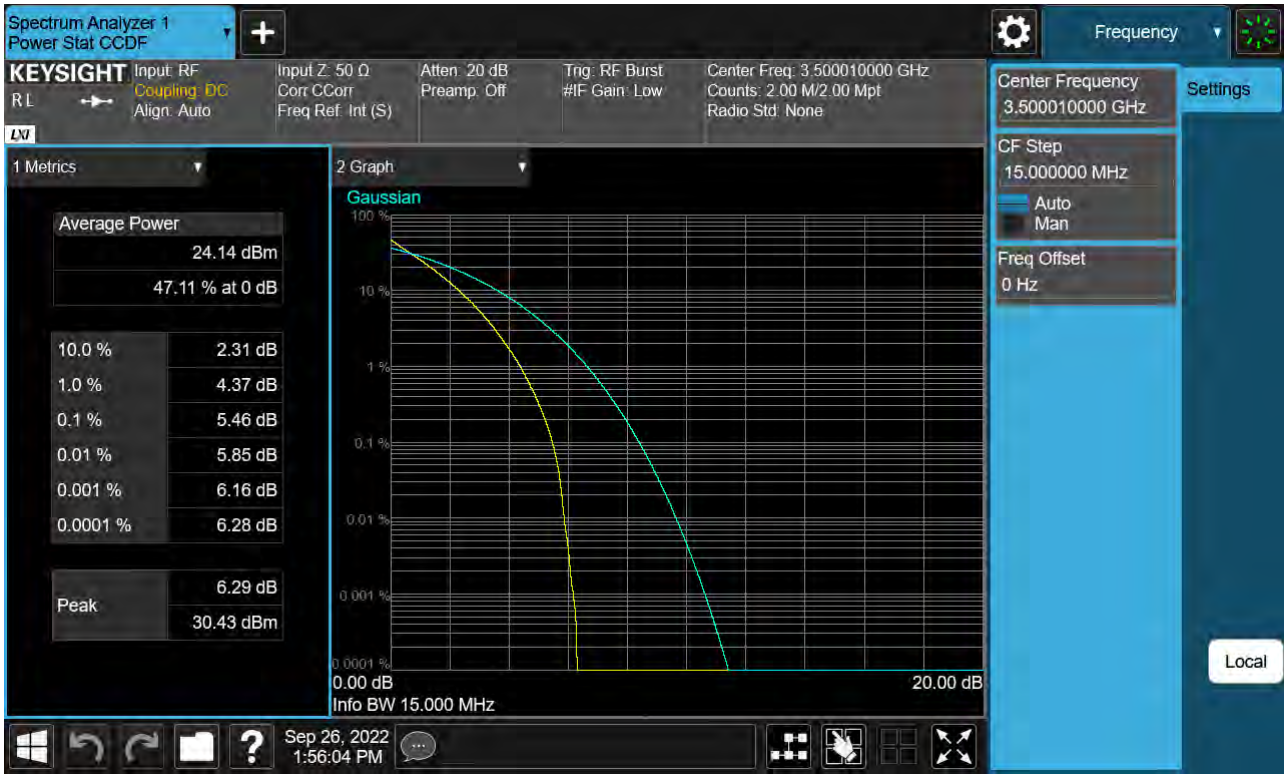 Spectrum Analyzer 1
Power Stat CCDF
Frequency
KEYSIGHT
RL
LXI
Input: RF
Coupling: DC
Align: Auto
Input Z: 50 Ω
Corr CCorr
Freq Ref: Int (S)
Atten: 20 dB
Preamp: Off
Trig: RF Burst
#IF Gain: Low
Center Freq: 3.500010000 GHz
Counts: 2.00 M/2.00 Mpt
Radio Std: None
1 Metrics
Average Power
24.14 dBm
47.11 % at 0 dB
10.0 % 2.31 dB
1.0 % 4.37 dB
0.1 % 5.46 dB
0.01 % 5.85 dB
0.001 % 6.16 dB
0.0001 % 6.28 dB
Peak
6.29 dB
30.43 dBm
2 Graph
Gaussian
100 %
10 %
1 %
0.1 %
0.01 %
0.001 %
0.0001 %
0.00 dB 20.00 dB
Info BW 15.000 MHz
Center Frequency
3.500010000 GHz
CF Step
15.000000 MHz
Auto
Man
Freq Offset
0 Hz
Settings
Local
?
Sep 26, 2022
1:56:04 PM